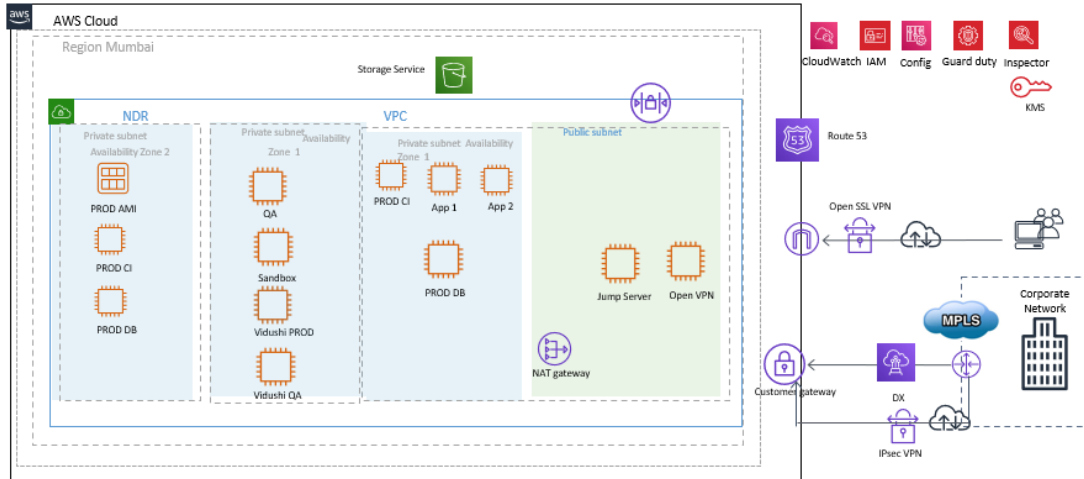 aws
AWS Cloud
Region Mumbai
Storage Service
CloudWatch
IAM
Config
Guard duty
Inspector
KMS
NDR
VPC
Private subnet
Availability Zone 2
PROD AMI
PROD CI
PROD DB
Private subnet
Availability
Zone 1
QA
Sandbox
Vidushi PROD
Vidushi QA
Private subnet Availability
Zone 1
PROD CI
App 1
App 2
PROD DB
Public subnet
Jump Server
Open VPN
NAT gateway
53
Route 53
Open SSL VPN
Corporate
Network
MPLS
Customer gateway
DX
IPsec VPN